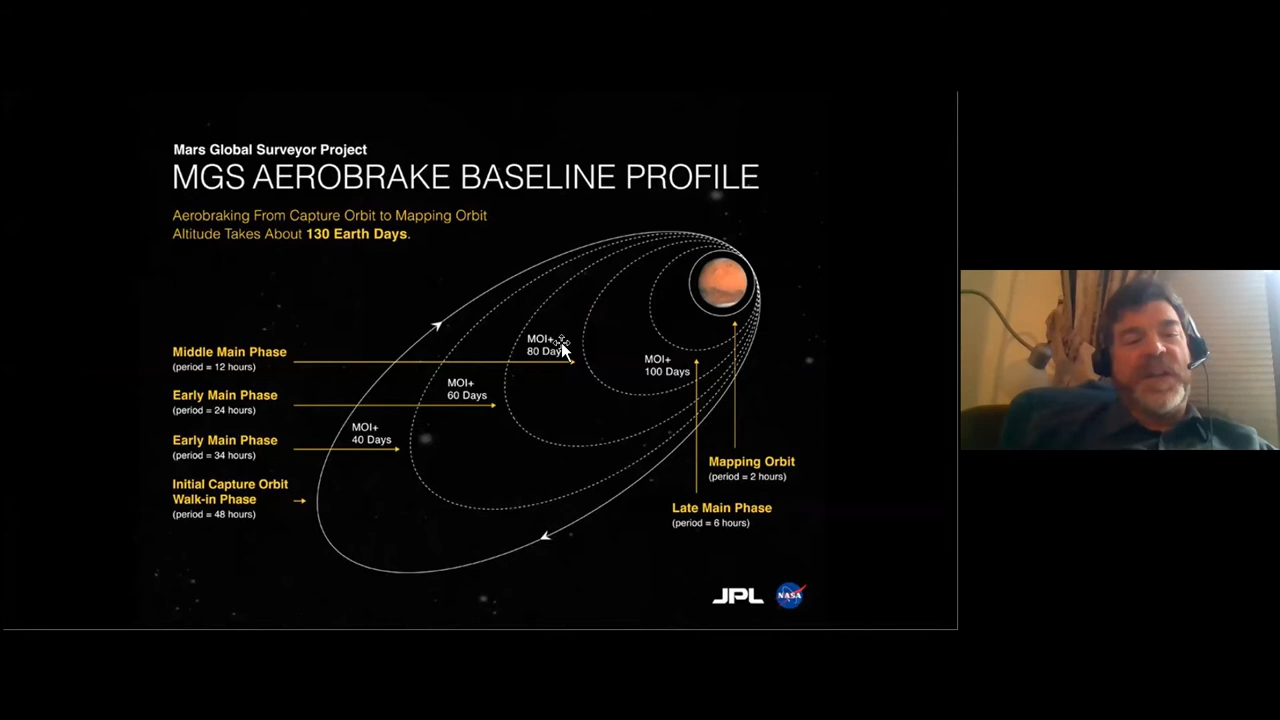 Mars Global Surveyor Project
MGS AEROBRAKE BASELINE PROFILE
Aerobraking From Capture Orbit to Mapping Orbit
Altitude Takes About 130 Earth Days.
Middle Main Phase
(period = 12 hours)
Early Main Phase
(period = 24 hours)
Early Main Phase
(period = 34 hours)
Initial Capture Orbit
Walk-in Phase
(period = 48 hours)
MOI+
40 Days
MOI+
60 Days
MOI+
80 Days
MOI+
100 Days
Mapping Orbit
(period = 2 hours)
Late Main Phase
(period = 6 hours)
JPL
NASA